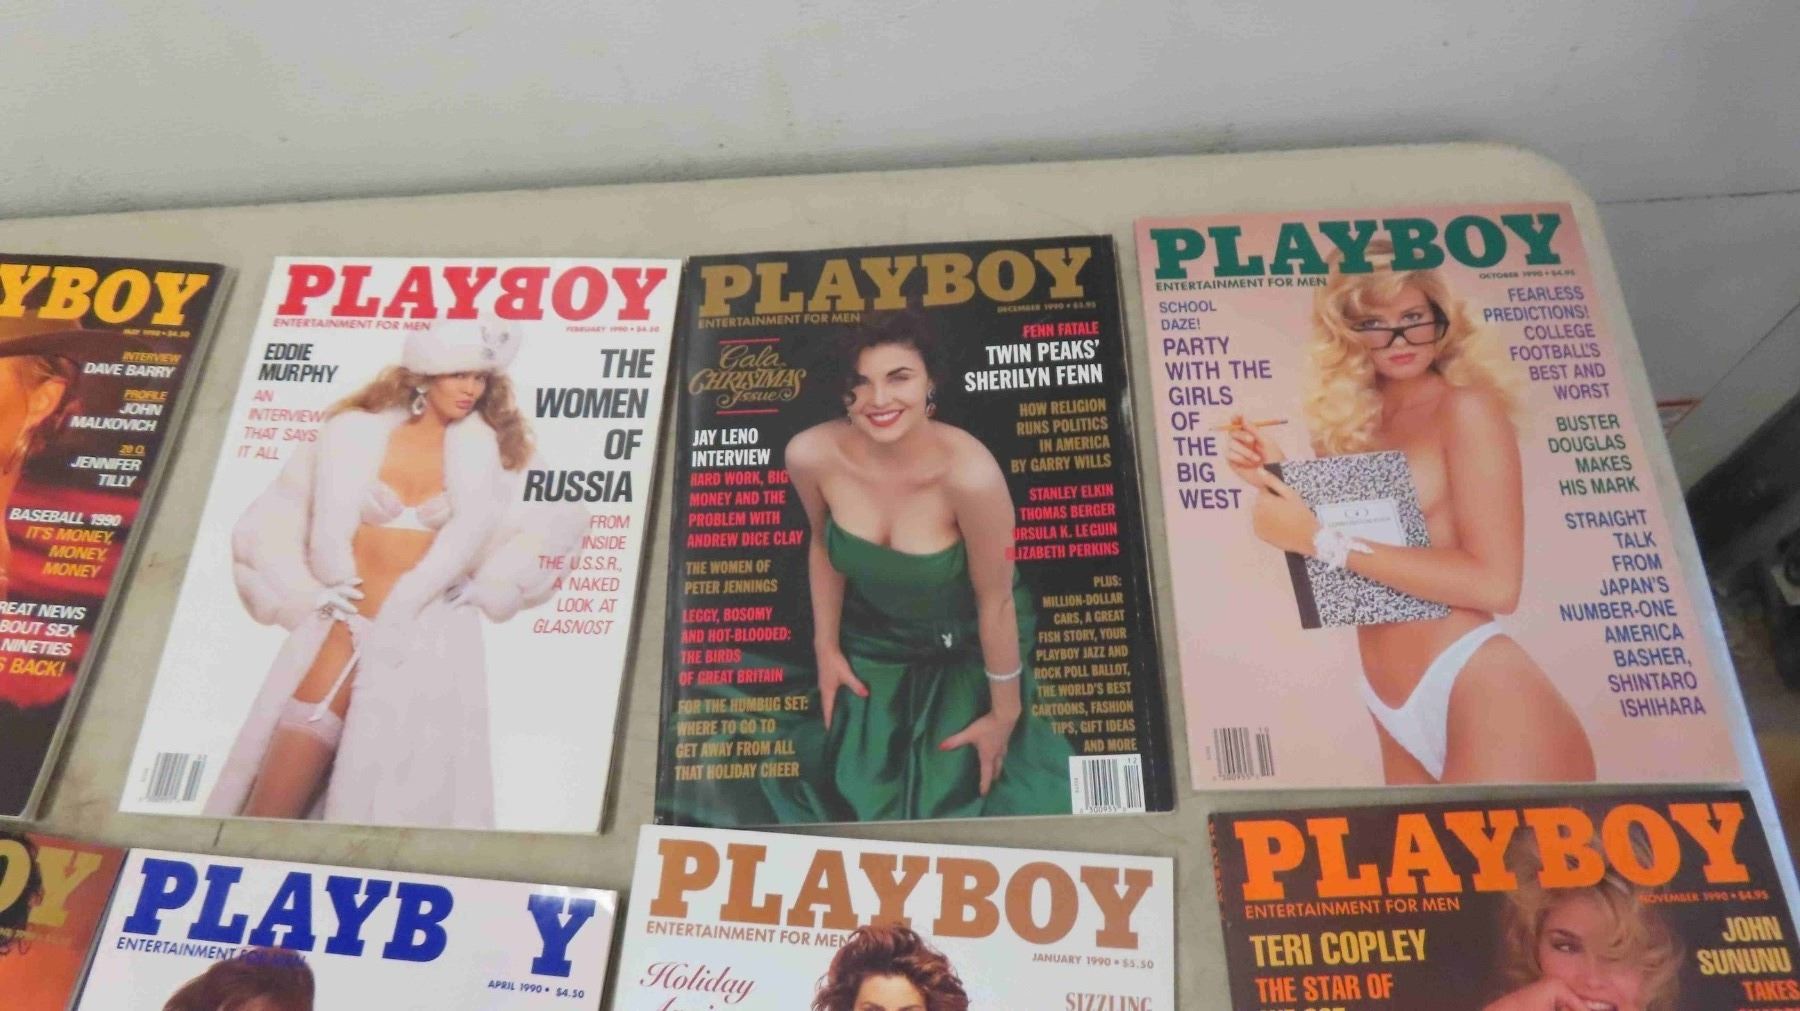 YBOY
MAY 1990 • $4.50
INTERVIEW
DAVE BARRY
PROFILE
JOHN
MALKOVICH
20 Q
JENNIFER
TILLY
BASEBALL 1990
IT'S MONEY,
MONEY,
MONEY
REAT NEWS
BOUT SEX
NINETIES
S BACK!
PLAYBOY
ENTERTAINMENT FOR MEN
FEBRUARY 1990 • $4.50
EDDIE
MURPHY
AN
INTERVIEW
THAT SAYS
IT ALL
THE
WOMEN
OF
RUSSIA
FROM
INSIDE
THE U.S.S.R.,
A NAKED
LOOK AT
GLASNOST
PLAYBOY
ENTERTAINMENT FOR MEN
DECEMBER 1990 • $5.95
Gala
CHRISTMAS
Issue
JAY LENO
INTERVIEW
HARD WORK, BIG
MONEY AND THE
PROBLEM WITH
ANDREW DICE CLAY
THE WOMEN OF
PETER JENNINGS
LEGGY, BOSOMY
AND HOT-BLOODED:
THE BIRDS
OF GREAT BRITAIN
FOR THE HUMBUG SET:
WHERE TO GO TO
GET AWAY FROM ALL
THAT HOLIDAY CHEER
FENN FATALE
TWIN PEAKS'
SHERILYN FENN
HOW RELIGION
RUNS POLITICS
IN AMERICA
BY GARRY WILLS
STANLEY ELKIN
THOMAS BERGER
URSULA K. LEGUIN
ELIZABETH PERKINS
PLUS:
MILLION-DOLLAR
CARS, A GREAT
FISH STORY, YOUR
PLAYBOY JAZZ AND
ROCK POLL BALLOT,
THE WORLD'S BEST
CARTOONS, FASHION
TIPS, GIFT IDEAS
AND MORE
12
PLAYBOY
ENTERTAINMENT FOR MEN
OCTOBER 1990 • $4.95
SCHOOL
DAZE!
PARTY
WITH THE
GIRLS
OF
THE
BIG
WEST
FEARLESS
PREDICTIONS!
COLLEGE
FOOTBALL'S
BEST AND
WORST
BUSTER
DOUGLAS
MAKES
HIS MARK
STRAIGHT
TALK
FROM
JAPAN'S
NUMBER-ONE
AMERICA
BASHER,
SHINTARO
ISHIHARA
OY
PLAYB Y
ENTERTAINMENT FOR MEN
APRIL 1990 • $4.50
PLAYBOY
ENTERTAINMENT FOR MEN
JANUARY 1990 • $5.50
Holiday
SIZZLING
PLAYBOY
ENTERTAINMENT FOR MEN
NOVEMBER 1990 • $4.95
TERI COPLEY
THE STAR OF
JOHN
SUNUNU
TAKES